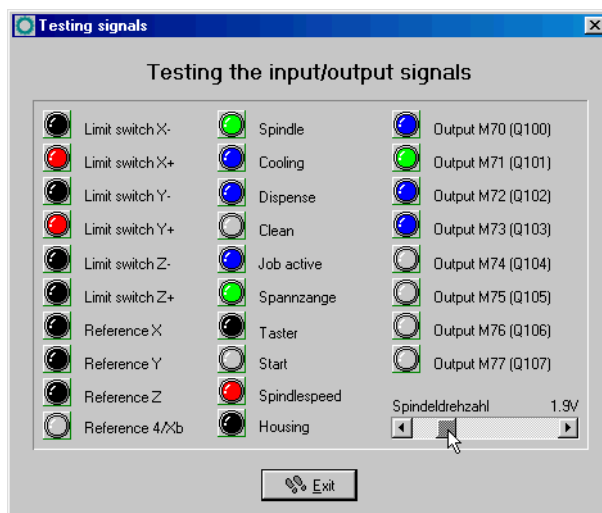 Testing signals
Testing the input/output signals
Limit switch X-
Limit switch X+
Limit switch Y-
Limit switch Y+
Limit switch Z-
Limit switch Z+
Reference X
Reference Y
Reference Z
Reference 4/Xb
Spindle
Cooling
Dispense
Clean
Job active
Spannzange
Taster
Start
Spindlespeed
Housing
Output M70 (Q100)
Output M71 (Q101)
Output M72 (Q102)
Output M73 (Q103)
Output M74 (Q104)
Output M75 (Q105)
Output M76 (Q106)
Output M77 (Q107)
Spindeldrehzahl 1.9V
Exit